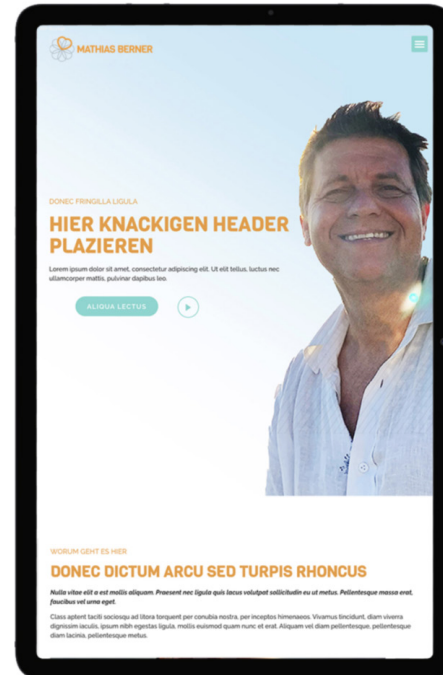 MATHIAS BERNER
DONEC FRINGILLA LIGULA
HIER KNACKIGEN HEADER
PLAZIEREN
Lorem ipsum dolor sit amet, consectetur adipiscing elit. Ut elit tellus, luctus nec
ullamcorper mattis, pulvinar dapibus leo.
ALIQUA LECTUS
WORUM GEHT ES HIER
DONEC DICTUM ARCU SED TURPIS RHONCUS
Nulla vitae elit a est mollis aliquam. Praesent nec ligula quis lacus volutpat sollicitudin eu ut metus. Pellentesque massa erat,
faucibus vel urna eget.
Class aptent taciti sociosqu ad litora torquent per conubia nostra, per inceptos himenaeos. Vivamus tincidunt, diam viverra
dignissim iaculis, ipsum nibh egestas ligula, mollis euismod quam nunc et erat. Aliquam vel diam pellentesque, pellentesque
diam lacinia, pellentesque metus.